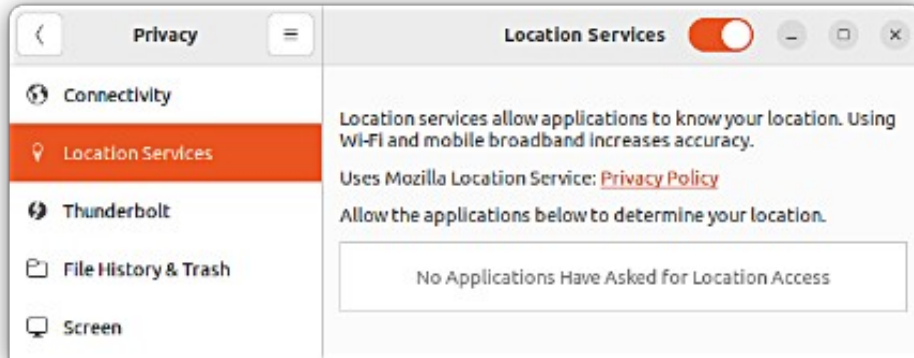 Privacy
Location Services
Connectivity
Location Services
Thunderbolt
File History & Trash
Screen
Location services allow applications to know your location. Using
Wi-Fi and mobile broadband increases accuracy.
Uses Mozilla Location Service: Privacy Policy
Allow the applications below to determine your location.
No Applications Have Asked for Location Access